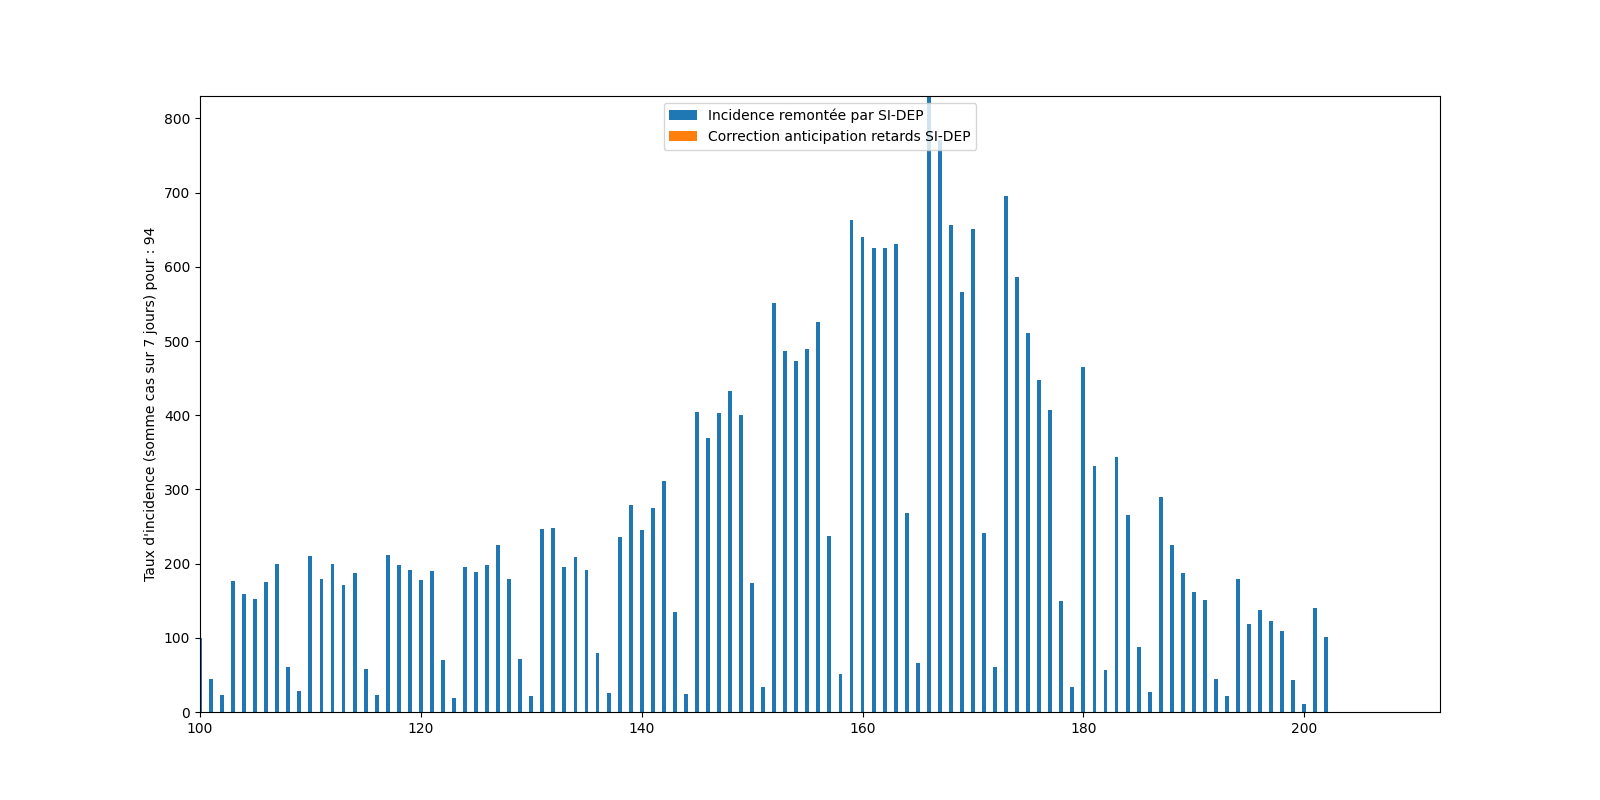 Incidence remontée par SI-DEP
Correction anticipation retards SI-DEP
Taux d'incidence (somme cas sur 7 jours) pour : 94
800
700
600
500
400
300
200
100
0
100 120 140 160 180 200